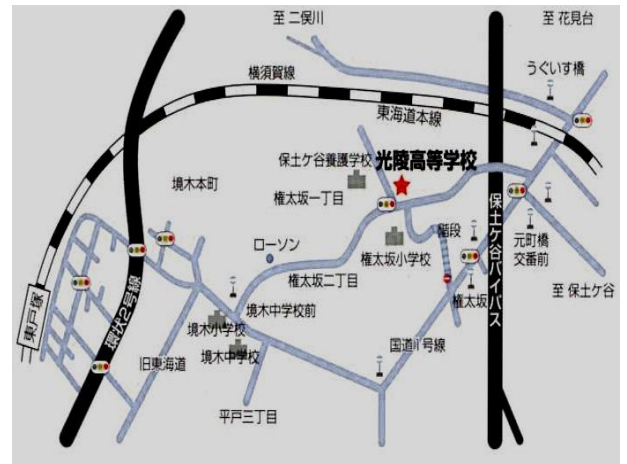 至 二俣川
至 花見台
うぐいす橋
横須賀線
東海道本線
保土ケ谷養護学校
光陵高等学校
境木本町
権太坂一丁目
階段
元町橋
交番前
ローソン
権太坂小学校
保土ケ谷バイパス
権太坂二丁目
権太坂
至 保土ケ谷
東戸塚
環状2号線
境木中学校前
境木小学校
境木中学校
国道1号線
旧東海道
平戸三丁目